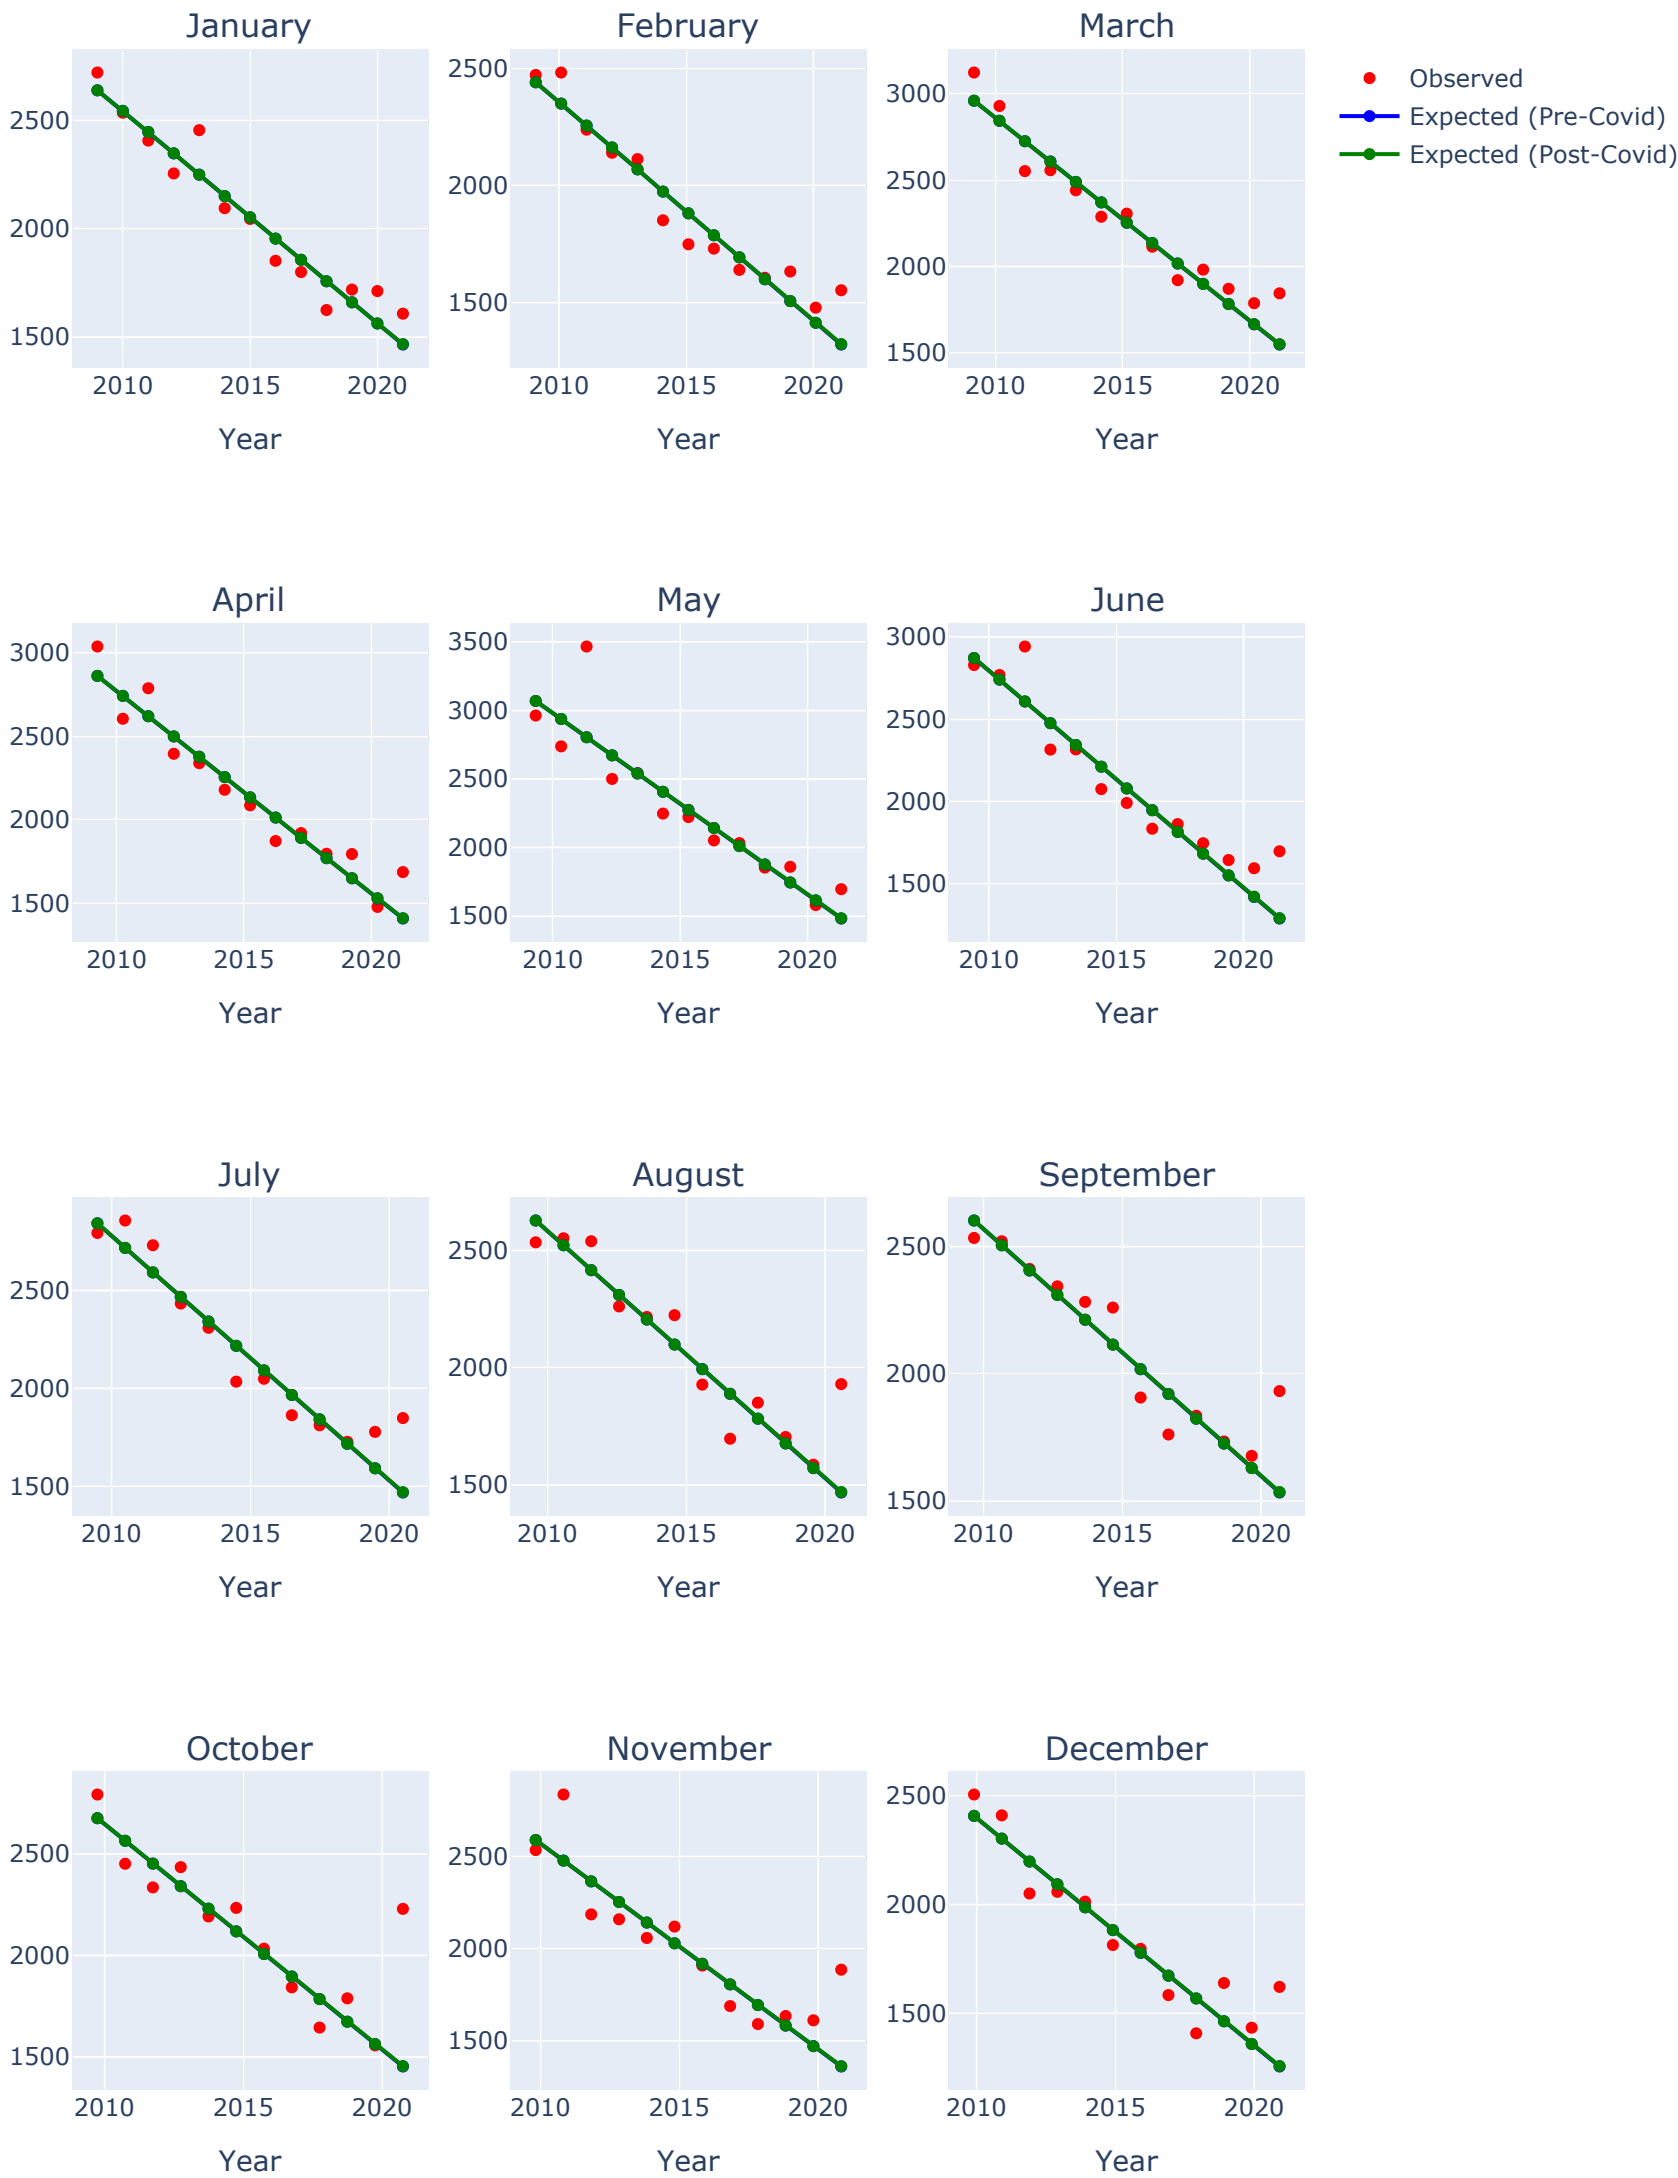 January February March
2500
2000
1500
2010 2015 2020
Year
2500
2000
1500
2010 2015 2020
Year
3000
2500
2000
1500
2010 2015 2020
Year
Observed
Expected (Pre-Covid)
Expected (Post-Covid)
April May June
3000
2500
2000
1500
2010 2015 2020
Year
3500
3000
2500
2000
1500
2010 2015 2020
Year
3000
2500
2000
1500
2010 2015 2020
Year
July August September
2500
2000
1500
2010 2015 2020
Year
2500
2000
1500
2010 2015 2020
Year
2500
2000
1500
2010 2015 2020
Year
October November December
2500
2000
1500
2010 2015 2020
Year
2500
2000
1500
2010 2015 2020
Year
2500
2000
1500
2010 2015 2020
Year